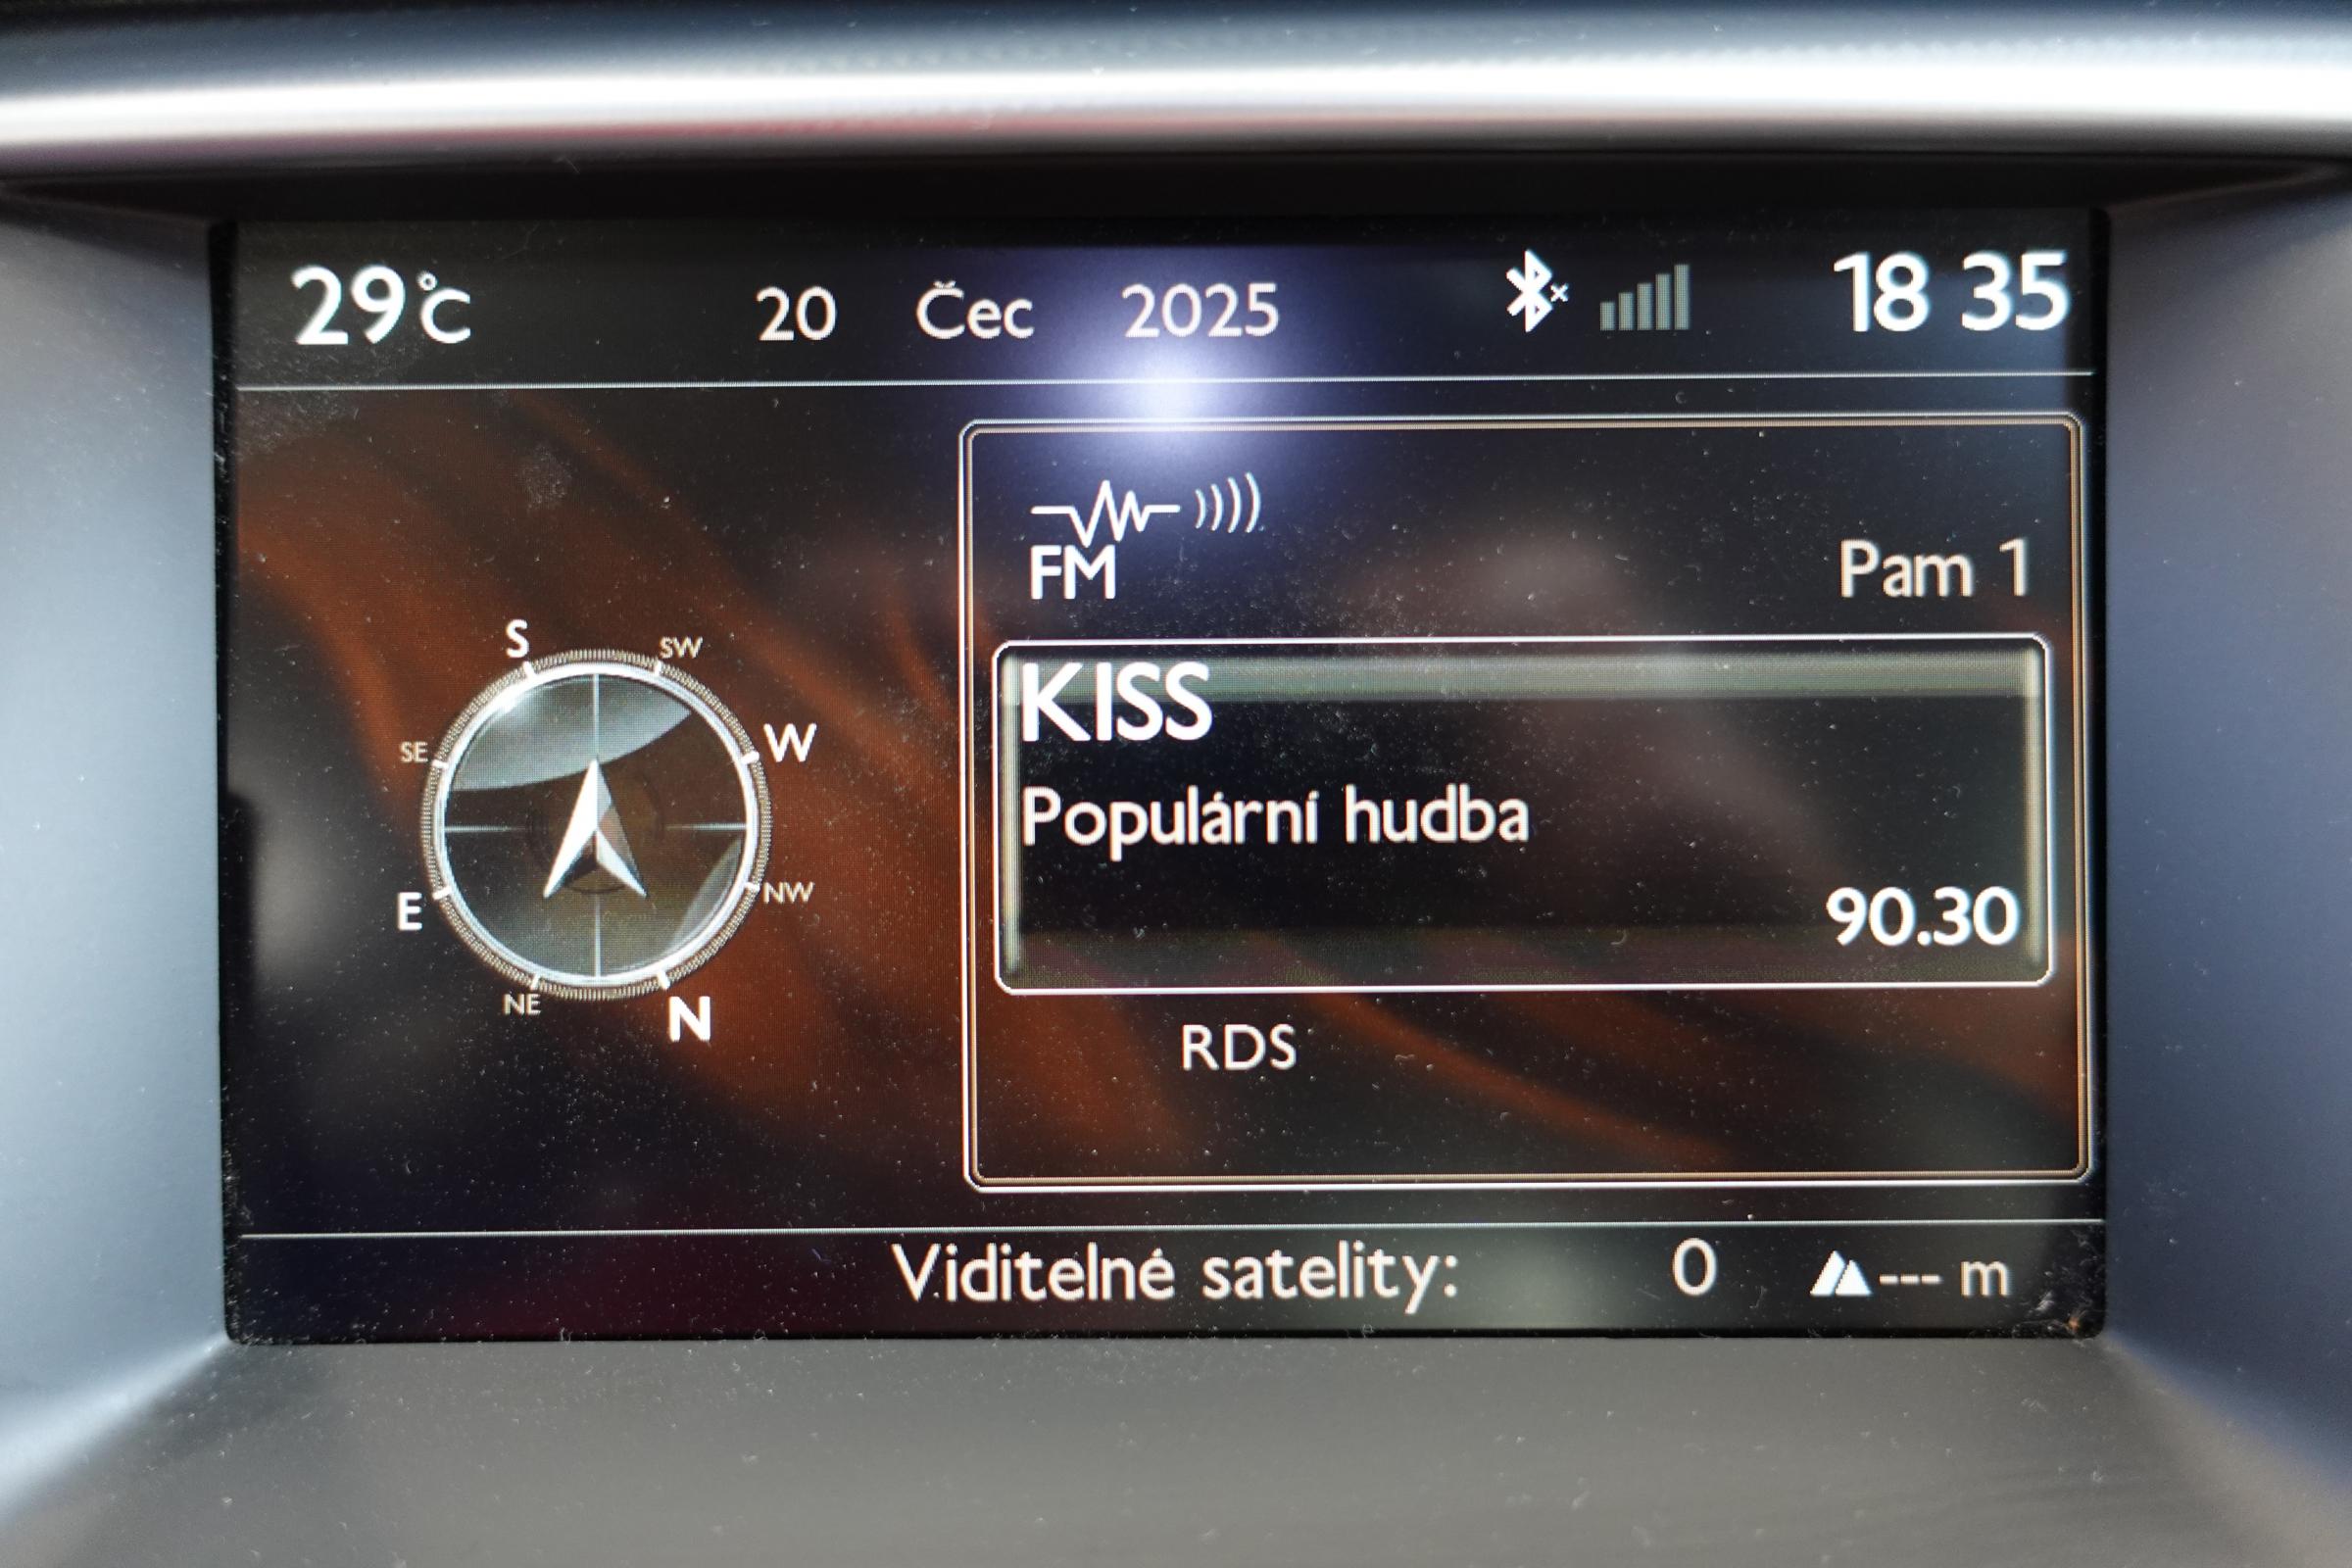 29°C 20 Čec 2025 18 35
FM
Pam 1
KISS
Populární hudba
90.30
RDS
S
SW
W
NW
N
NE
E
SE
Viditelné satelity: 0 --- m